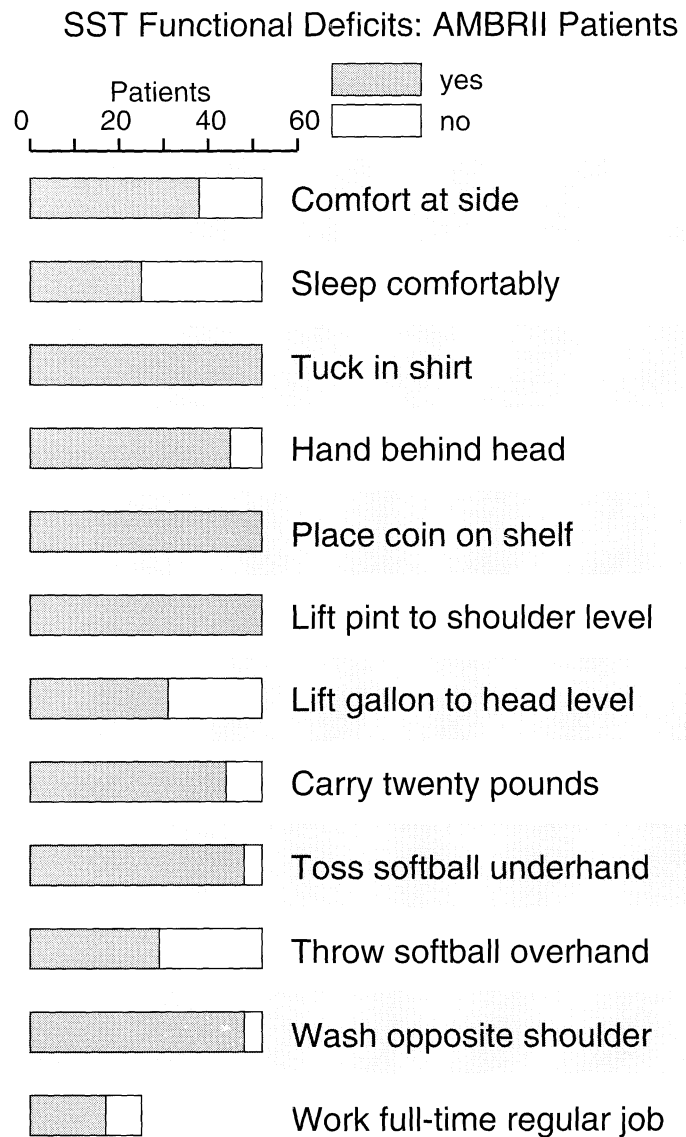 SST Functional Deficits: AMBRII Patients
yes
Patients
0 20 40 60
no
Comfort at side
Sleep comfortably
Tuck in shirt
Hand behind head
Place coin on shelf
Lift pint to shoulder level
Lift gallon to head level
Carry twenty pounds
Toss softball underhand
Throw softball overhand
Wash opposite shoulder
Work full-time regular job